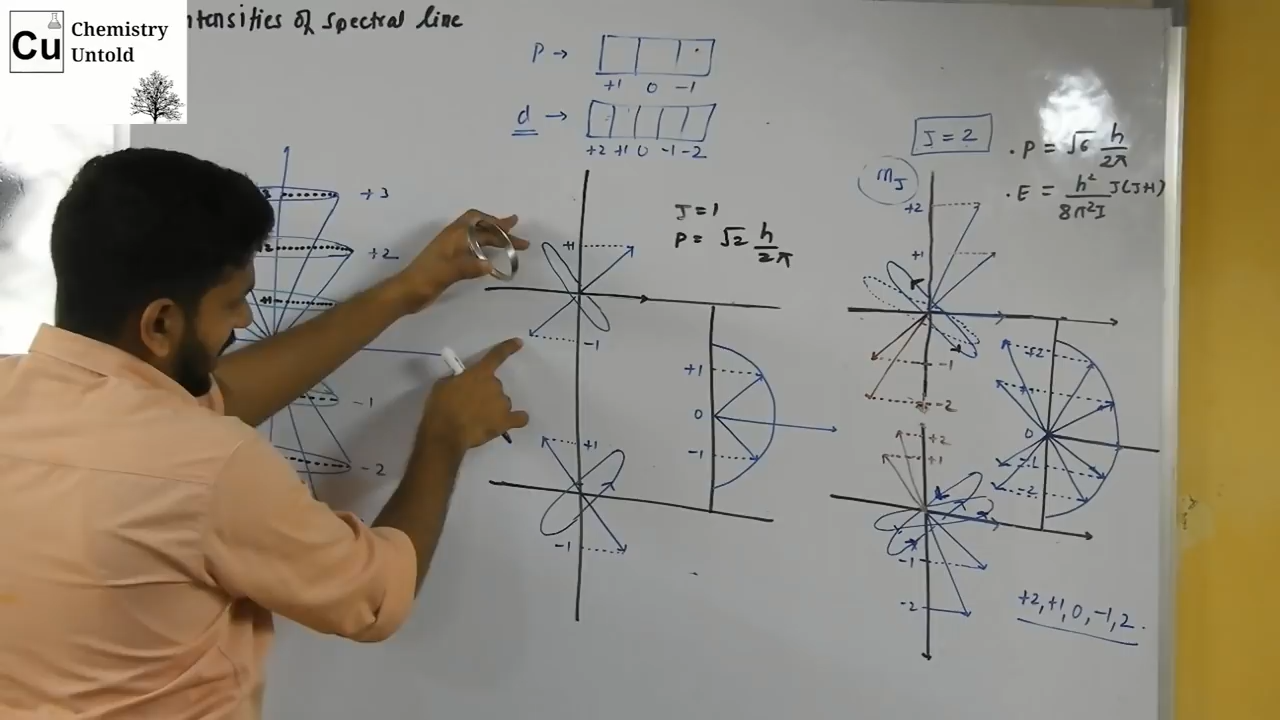 Cu Chemistry Untold
ntensities of spectral line
P →
+1 0 -1
d →
+2 +1 0 -1 -2
J = 1
P = √2 h/2π
+1
-1
+1
0
-1
+1
-1
+3
+2
+1
-1
-2
J = 2
mJ
. P = √6 h/2π
. E = h²/8π²I J(J+1)
+2
+1
-1
-2
+2
0
-1
-2
+2
+1
-1
-2
+2, +1, 0, -1, 2.